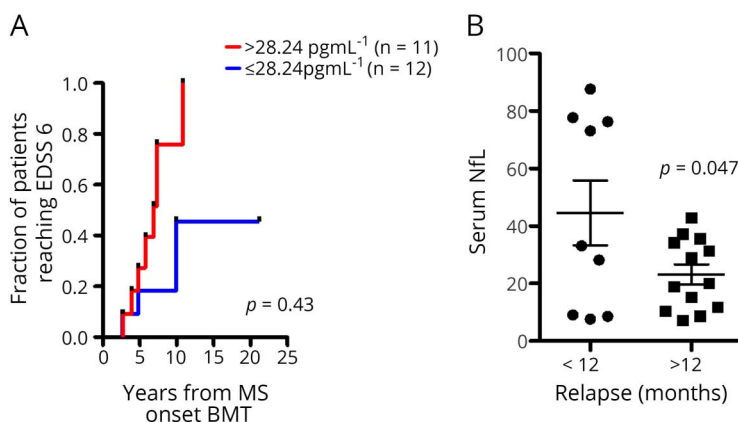 A
>28.24 pgmL⁻¹ (n = 11)
≤28.24pgmL⁻¹ (n = 12)
Fraction of patients
reaching EDSS 6
1.0
0.8
0.6
0.4
0.2
0.0
p = 0.43
0 5 10 15 20 25
Years from MS
onset BMT
B
Serum NfL
100
80
60
40
20
0
p = 0.047
< 12 >12
Relapse (months)